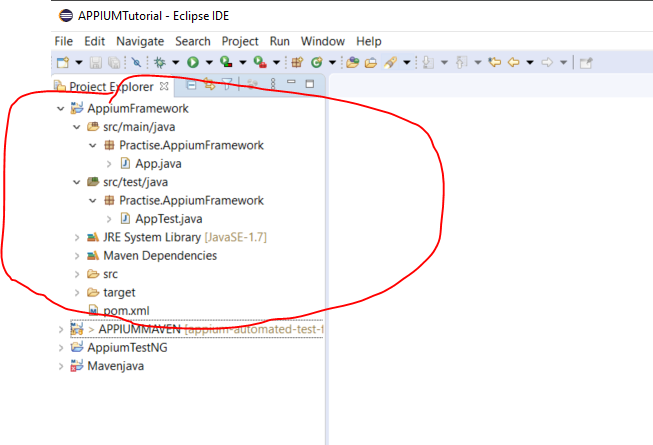 APPIUMTutorial - Eclipse IDE
File Edit Navigate Search Project Run Window Help
Project Explorer
AppiumFramework
src/main/java
Practise.AppiumFramework
App.java
src/test/java
Practise.AppiumFramework
AppTest.java
JRE System Library [JavaSE-1.7]
Maven Dependencies
src
target
pom.xml
> APPIUMMAVEN [appium-automated-test-f
AppiumTestNG
Mavenjava